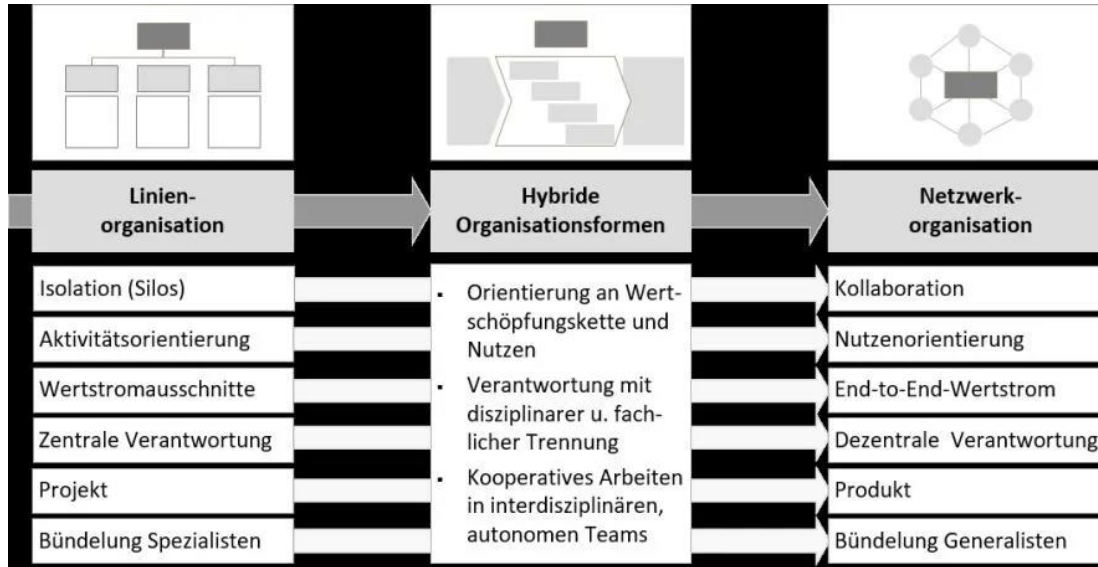 Linien-
organisation
Hybride
Organisationsformen
Netzwerk-
organisation
Isolation (Silos)
Aktivitätsorientierung
Wertstromausschnitte
Zentrale Verantwortung
Projekt
Bündelung Spezialisten
▪ Orientierung an Wert-
schöpfungskette und
Nutzen
▪ Verantwortung mit
disziplinarer u. fach-
licher Trennung
▪ Kooperatives Arbeiten
in interdisziplinären,
autonomen Teams
Kollaboration
Nutzenorientierung
End-to-End-Wertstrom
Dezentrale Verantwortung
Produkt
Bündelung Generalisten